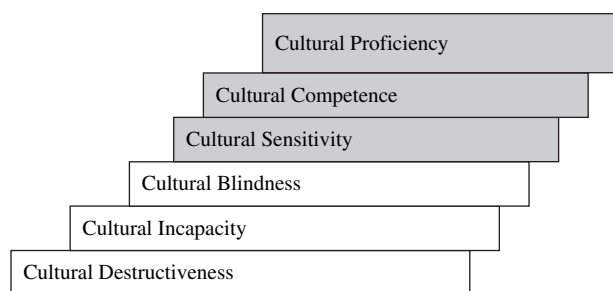 Cultural Proficiency
Cultural Competence
Cultural Sensitivity
Cultural Blindness
Cultural Incapacity
Cultural Destructiveness